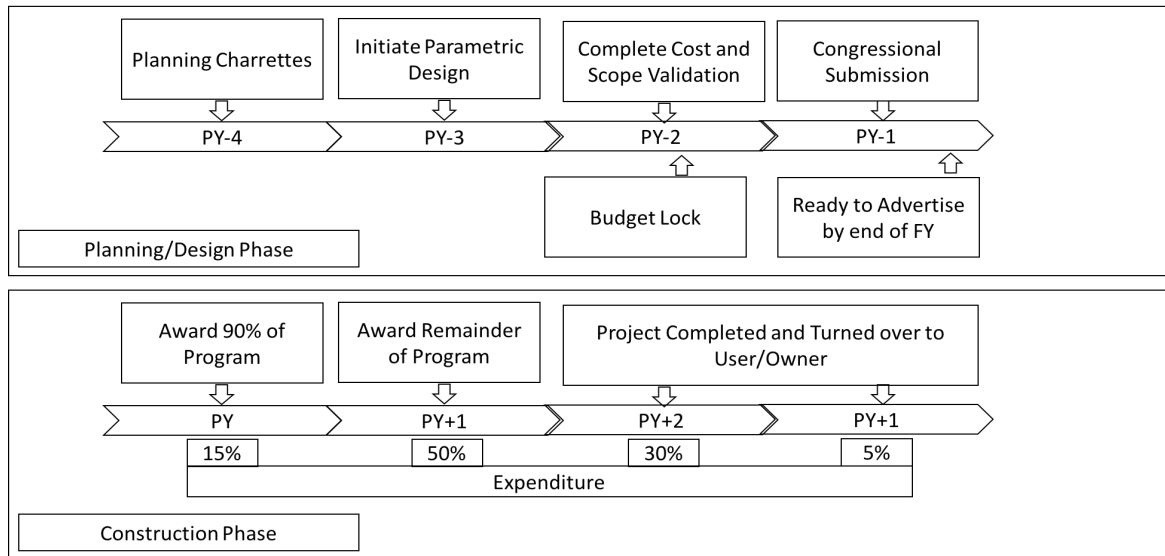 Planning Charrettes
Initiate Parametric
Design
Complete Cost and
Scope Validation
Congressional
Submission
PY-4
PY-3
PY-2
PY-1
Budget Lock
Ready to Advertise
by end of FY
Planning/Design Phase
Award 90% of
Program
Award Remainder
of Program
Project Completed and Turned over to
User/Owner
PY
PY+1
PY+2
PY+1
15%
50%
30%
5%
Expenditure
Construction Phase